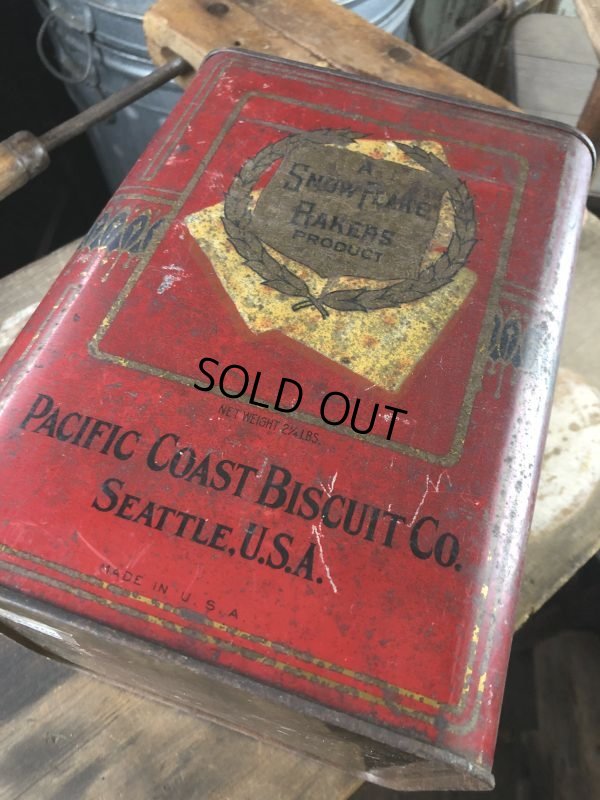 A
SNOW FLAKE
BAKERS
PRODUCT
SOLD OUT
NET WEIGHT 2¼ LBS.
PACIFIC COAST BISCUIT CO.
SEATTLE, U.S.A.
MADE IN U.S.A